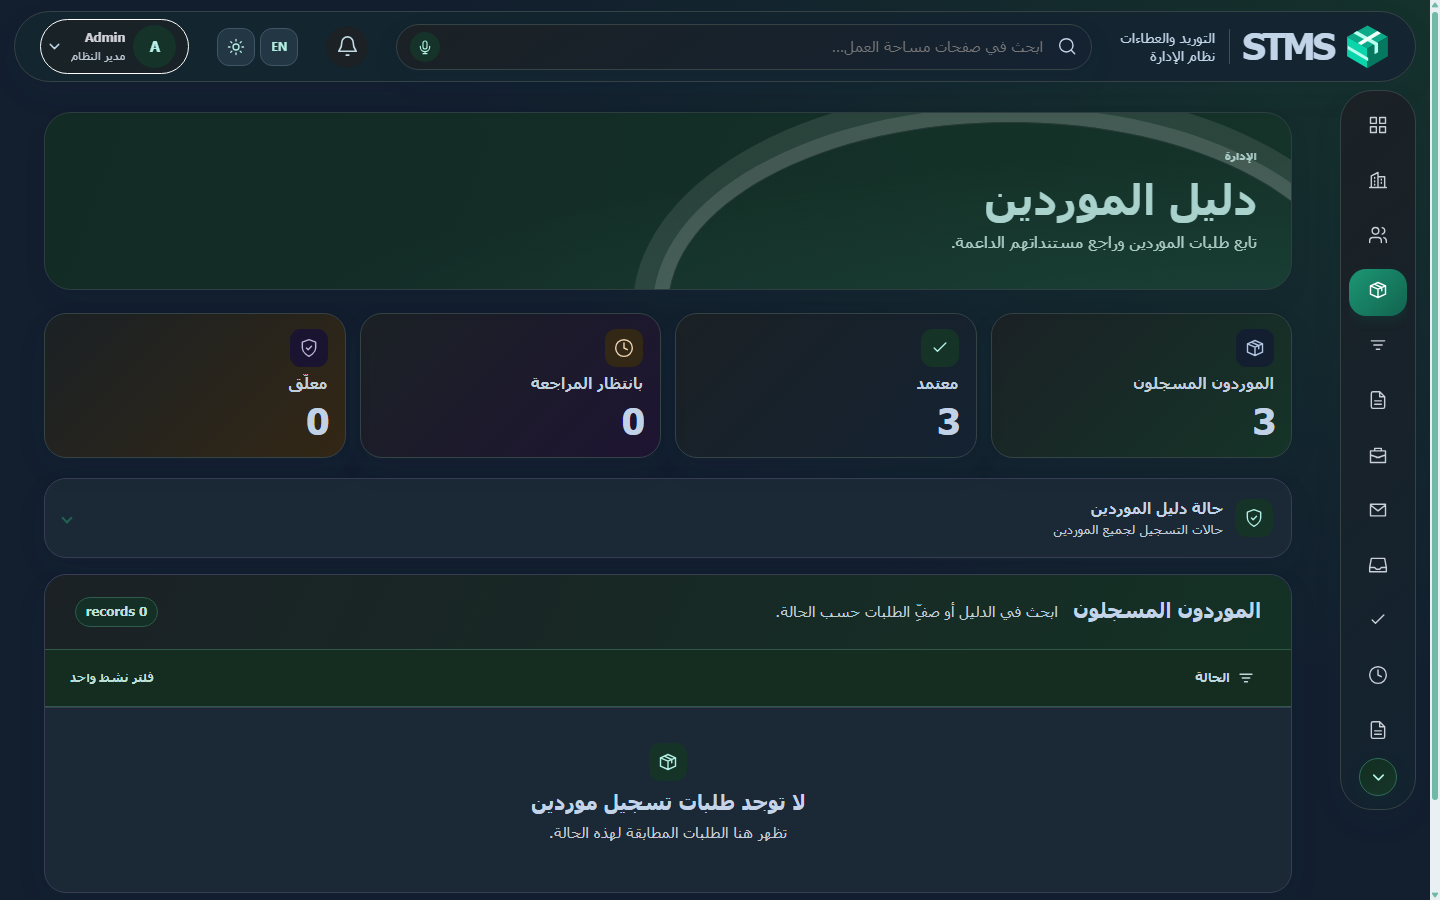 STMS
التوريد والعطاءات
نظام الإدارة
ابحث في صفحات مساحة العمل...
EN
A
Admin
مدير النظام
الإدارة
دليل الموردين
تابع طلبات الموردين وراجع مستنداتهم الداعمة.
الموردون المسجلون
3
معتمد
3
بانتظار المراجعة
0
معلّق
0
حالة دليل الموردين
حالات التسجيل لجميع الموردين
الموردون المسجلون
ابحث في الدليل أو صفِّ الطلبات حسب الحالة.
records 0
الحالة
فلتر نشط واحد
لا توجد طلبات تسجيل موردين
تظهر هنا الطلبات المطابقة لهذه الحالة.